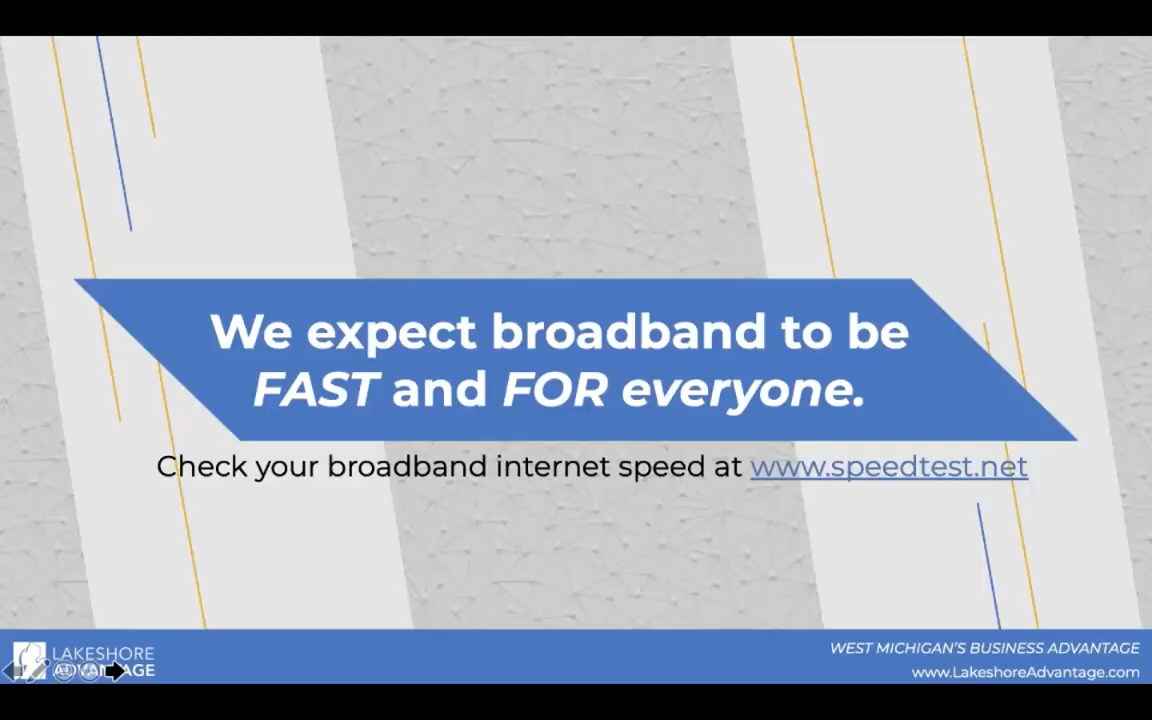 We expect broadband to be
FAST and FOR everyone.
Check your broadband internet speed at www.speedtest.net
LAKESHORE
ADVANTAGE
WEST MICHIGAN'S BUSINESS ADVANTAGE
www.LakeshoreAdvantage.com